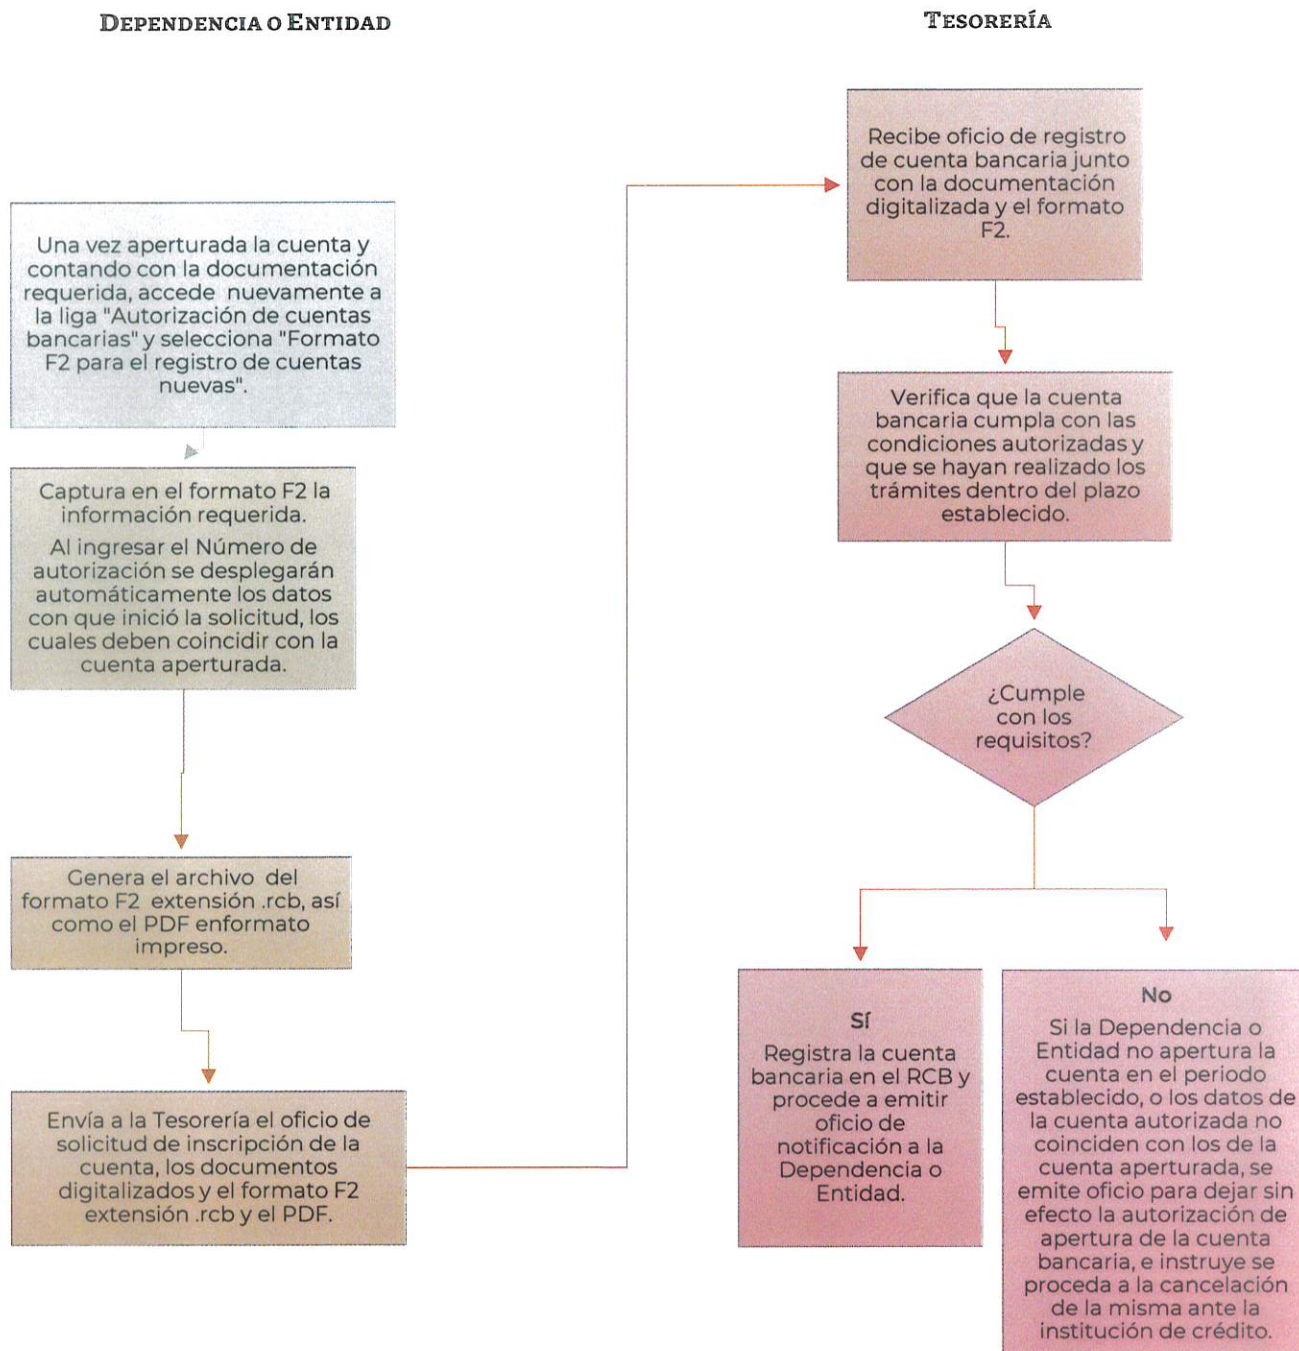 DEPENDENCIA O ENTIDAD
Una vez aperturada la cuenta y
contando con la documentación
requerida, accede nuevamente a
la liga "Autorización de cuentas
bancarias" y selecciona "Formato
F2 para el registro de cuentas
nuevas".
Captura en el formato F2 la
información requerida.
Al ingresar el Número de
autorización se desplegarán
automáticamente los datos
con que inició la solicitud, los
cuales deben coincidir con la
cuenta aperturada.
Genera el archivo del
formato F2 extensión .rcb, así
como el PDF enformato
impreso.
Envía a la Tesorería el oficio de
solicitud de inscripción de la
cuenta, los documentos
digitalizados y el formato F2
extensión .rcb y el PDF.
TESORERÍA
Recibe oficio de registro
de cuenta bancaria junto
con la documentación
digitalizada y el formato
F2.
Verifica que la cuenta
bancaria cumpla con las
condiciones autorizadas y
que se hayan realizado los
trámites dentro del plazo
establecido.
¿Cumple
con los
requisitos?
Sí
Registra la cuenta
bancaria en el RCB y
procede a emitir
oficio de
notificación a la
Dependencia o
Entidad.
No
Si la Dependencia o
Entidad no apertura la
cuenta en el periodo
establecido, o los datos de
la cuenta autorizada no
coinciden con los de la
cuenta aperturada, se
emite oficio para dejar sin
efecto la autorización de
apertura de la cuenta
bancaria, e instruye se
proceda a la cancelación
de la misma ante la
institución de crédito.